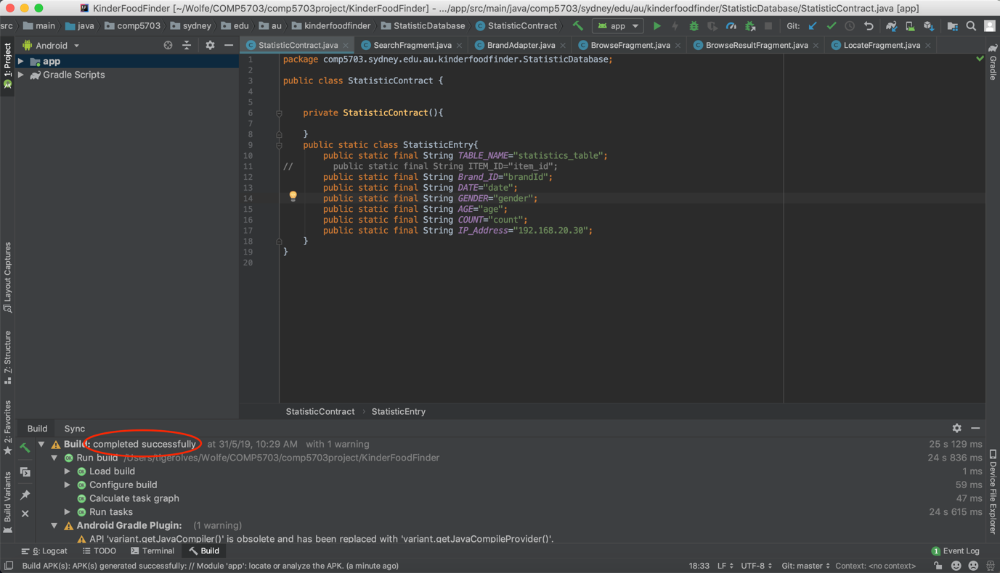 KinderFoodFinder [~/Wolfe/COMP5703/comp5703project/KinderFoodFinder] - .../app/src/main/java/comp5703/sydney/edu/au/kinderfoodfinder/StatisticDatabase/StatisticContract.java [app]
src main java comp5703 sydney edu au kinderfoodfinder StatisticDatabase StatisticContract app Git:
1: Project
Android
StatisticContract.java SearchFragment.java BrandAdapter.java BrowseFragment.java BrowseResultFragment.java LocateFragment.java
Gradle
app
Gradle Scripts
1 package comp5703.sydney.edu.au.kinderfoodfinder.StatisticDatabase;
2
3 public class StatisticContract {
4
5
6 private StatisticContract(){
7
8 }
9 public static class StatisticEntry{
10 public static final String TABLE_NAME="statistics_table";
11 // public static final String ITEM_ID="item_id";
12 public static final String Brand_ID="brandId";
13 public static final String DATE="date";
14 public static final String GENDER="gender";
15 public static final String AGE="age";
16 public static final String COUNT="count";
17 public static final String IP_Address="192.168.20.30";
18 }
19 }
20
Layout Captures
Z: Structure
2: Favorites
Build Variants
StatisticContract StatisticEntry
Build Sync
Build: completed successfully at 31/5/19, 10:29 AM with 1 warning 25 s 129 ms
OK Run build /Users/tigerolves/Wolfe/COMP5703/comp5703project/KinderFoodFinder 24 s 836 ms
OK Load build 1 ms
OK Configure build 59 ms
OK Calculate task graph 47 ms
OK Run tasks 24 s 615 ms
Android Gradle Plugin: (1 warning)
API 'variant.getJavaCompiler()' is obsolete and has been replaced with 'variant.getJavaCompileProvider()'.
Device File Explorer
6: Logcat TODO Terminal Build 1 Event Log
Build APK(s): APK(s) generated successfully: // Module 'app': locate or analyze the APK. (a minute ago) 18:33 LF UTF-8 Git: master Context: <no context>